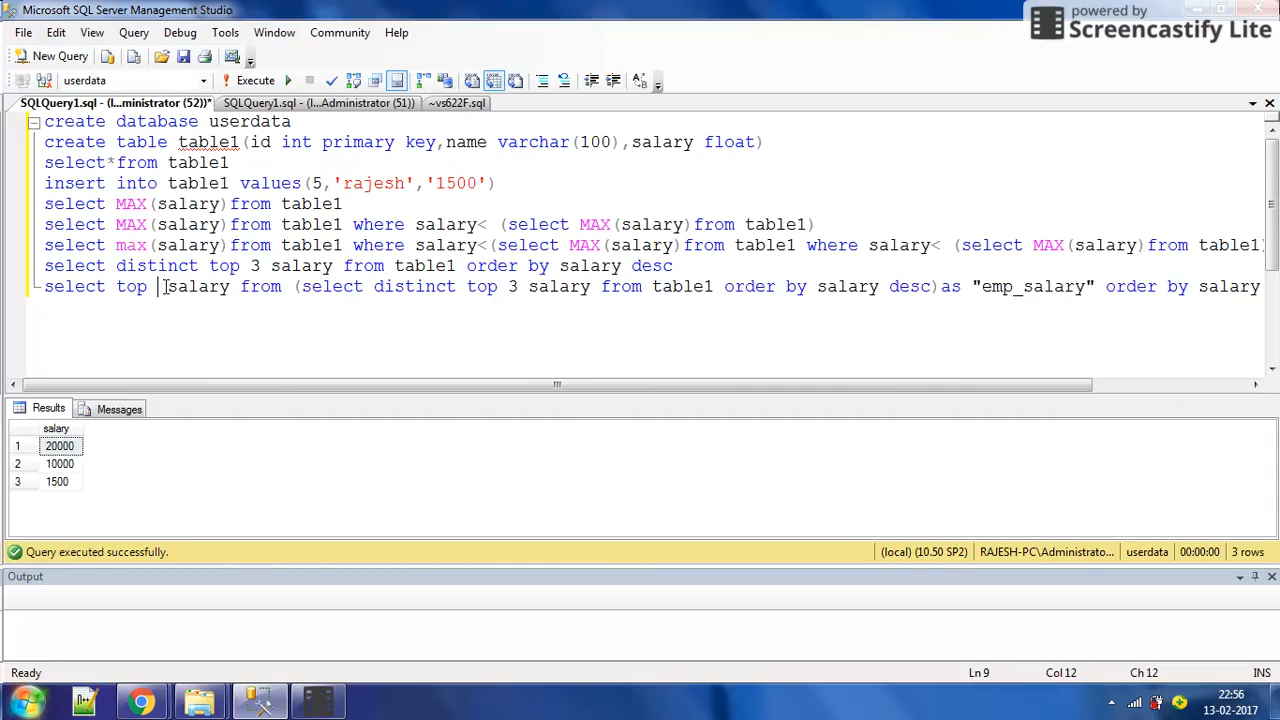 Microsoft SQL Server Management Studio
powered by
Screencastify Lite
File Edit View Query Debug Tools Window Community Help
New Query
userdata Execute
SQLQuery1.sql - (l...ministrator (52))* SQLQuery1.sql - (l...Administrator (51)) ~vs622F.sql
create database userdata
create table table1(id int primary key,name varchar(100),salary float)
select*from table1
insert into table1 values(5,'rajesh','1500')
select MAX(salary)from table1
select MAX(salary)from table1 where salary< (select MAX(salary)from table1)
select max(salary)from table1 where salary<(select MAX(salary)from table1 where salary< (select MAX(salary)from table1)
select distinct top 3 salary from table1 order by salary desc
select top salary from (select distinct top 3 salary from table1 order by salary desc)as "emp_salary" order by salary
Results Messages
salary
1 20000
2 10000
3 1500
Query executed successfully. (local) (10.50 SP2) RAJESH-PC\Administrato... userdata 00:00:00 3 rows
Output
Ready Ln 9 Col 12 Ch 12 INS
22:56
13-02-2017